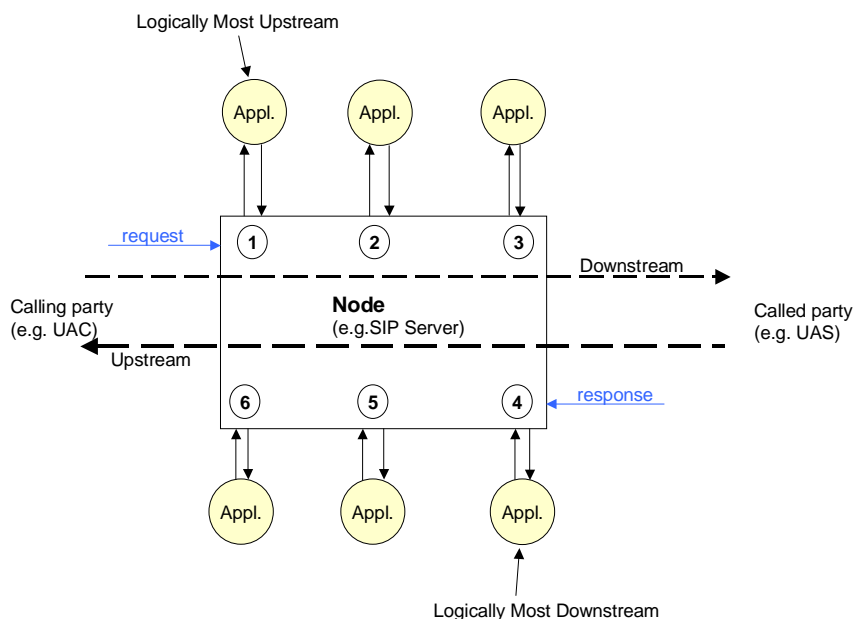 Logically Most Upstream
Appl.
Appl.
Appl.
request
1
2
3
Downstream
Calling party
(e.g. UAC)
Node
(e.g.SIP Server)
Called party
(e.g. UAS)
Upstream
6
5
4
response
Appl.
Appl.
Appl.
Logically Most Downstream